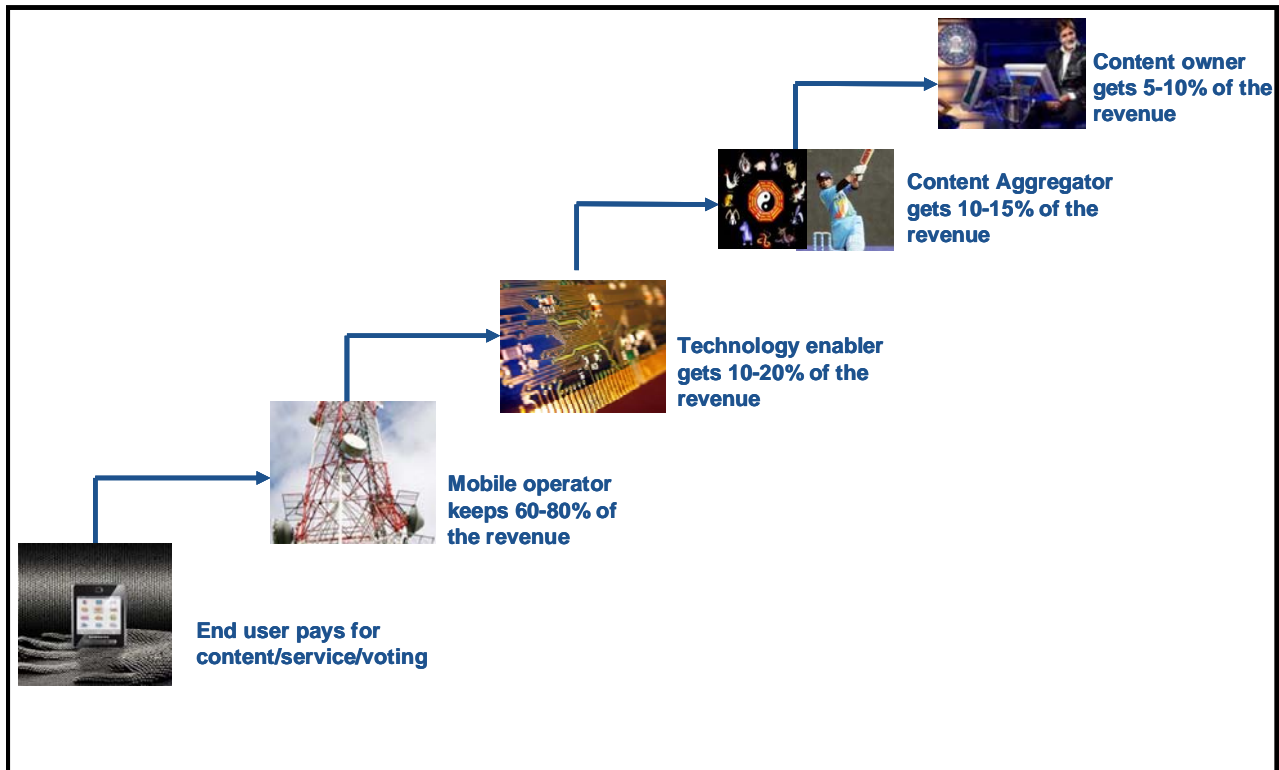 Content owner
gets 5-10% of the
revenue
Content Aggregator
gets 10-15% of the
revenue
Technology enabler
gets 10-20% of the
revenue
Mobile operator
keeps 60-80% of
the revenue
End user pays for
content/service/voting